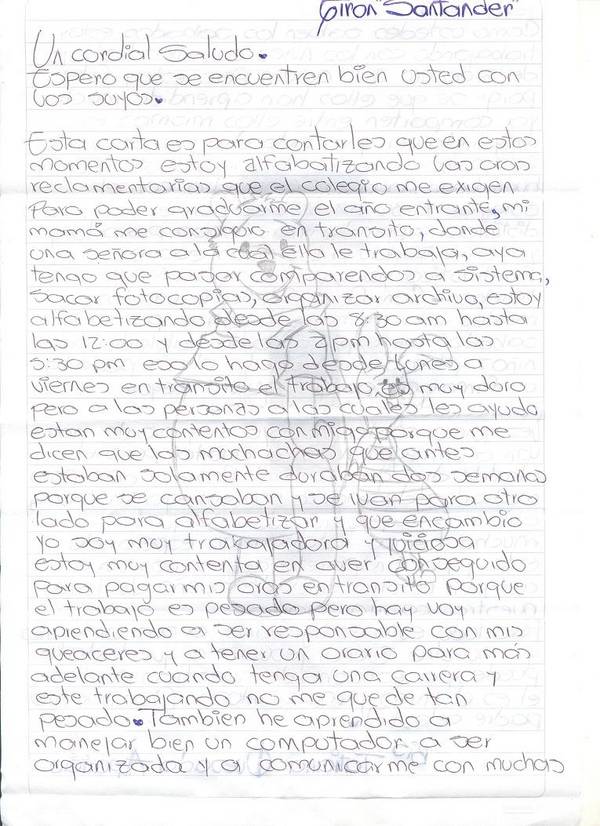 Giron "Santander"
Un cordial Saludo.
Espero que se encuentren bien usted con
los suyos.
Esta carta es para contarles que en estos
momentos estoy alfabatizando las oras
reclamentarias que el colegio me exigen
para poder graduarme el año entrante, mi
mamá me consiguio en transito, donde
una señora a la cual ella le trabaja, aya
tengo que pasar comparendos a sistema,
sacar fotocopias, organizar archivo, estoy
alfabetizando desde las 8:30 am hasta
las 12:00 y desde las 2 pm hasta las
5:30 pm eso lo hago desde lunes a
viernes en transito el trabajo es muy duro
pero a las personas a las cuales les ayudo
estan muy contentos conmigo porque me
dicen que las muchachas que antes
estaban solamente duraban dos semanas
porque se cansaban y se ivan para otro
lado para alfabetizar y que encambio
yo soy muy trabajadora y juiciosa
estoy muy contenta en aver conseguido
para pagar mis oras en transito porque
el trabajo es pesado pero hay voy
aprendiendo a ser responsable con mis
queaceres y a tener un orario para más
adelante cuando tenga una carrera y
este trabajando no me quede tan
pesado. Tambien he aprendido a
manejar bien un computador a ser
organizada y a comunicarme con muchas